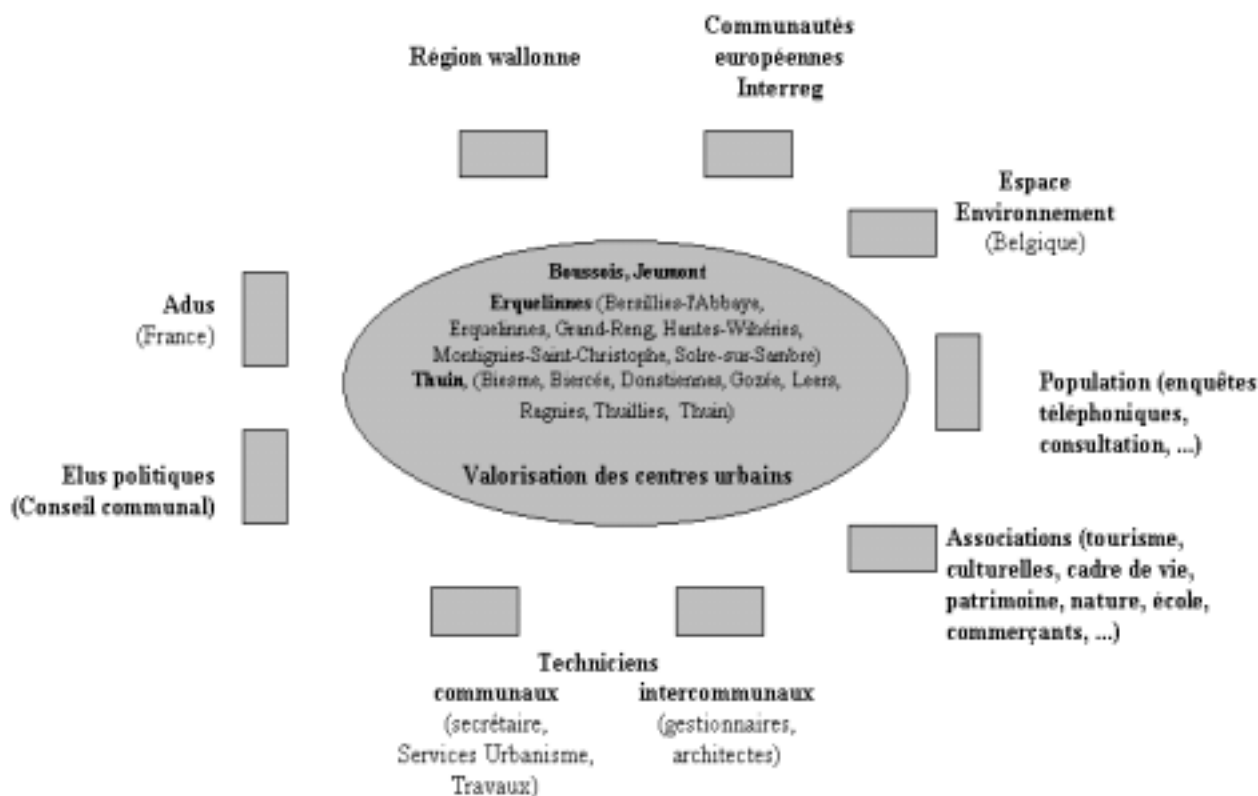 Région wallonne
Communautés
européennes
Interreg
Espace
Environnement
(Belgique)
Adus
(France)
Boussois, Jeumont
Erquelinnes (Bersillies-l'Abbaye,
Erquelinnes, Grand-Reng, Hantes-Wihéries,
Montignies-Saint-Christophe, Solre-sur-Sambre)
Thuin, (Biesme, Biercée, Donstiennes, Gozée, Leers,
Ragnies, Thuillies, Thuin)
Valorisation des centres urbains
Population (enquêtes
téléphoniques,
consultation, ...)
Elus politiques
(Conseil communal)
Associations (tourisme,
culturelles, cadre de vie,
patrimoine, nature, école,
commerçants, ...)
Techniciens
communaux
(secrétaire,
Services Urbanisme,
Travaux)
intercommunaux
(gestionnaires,
architectes)